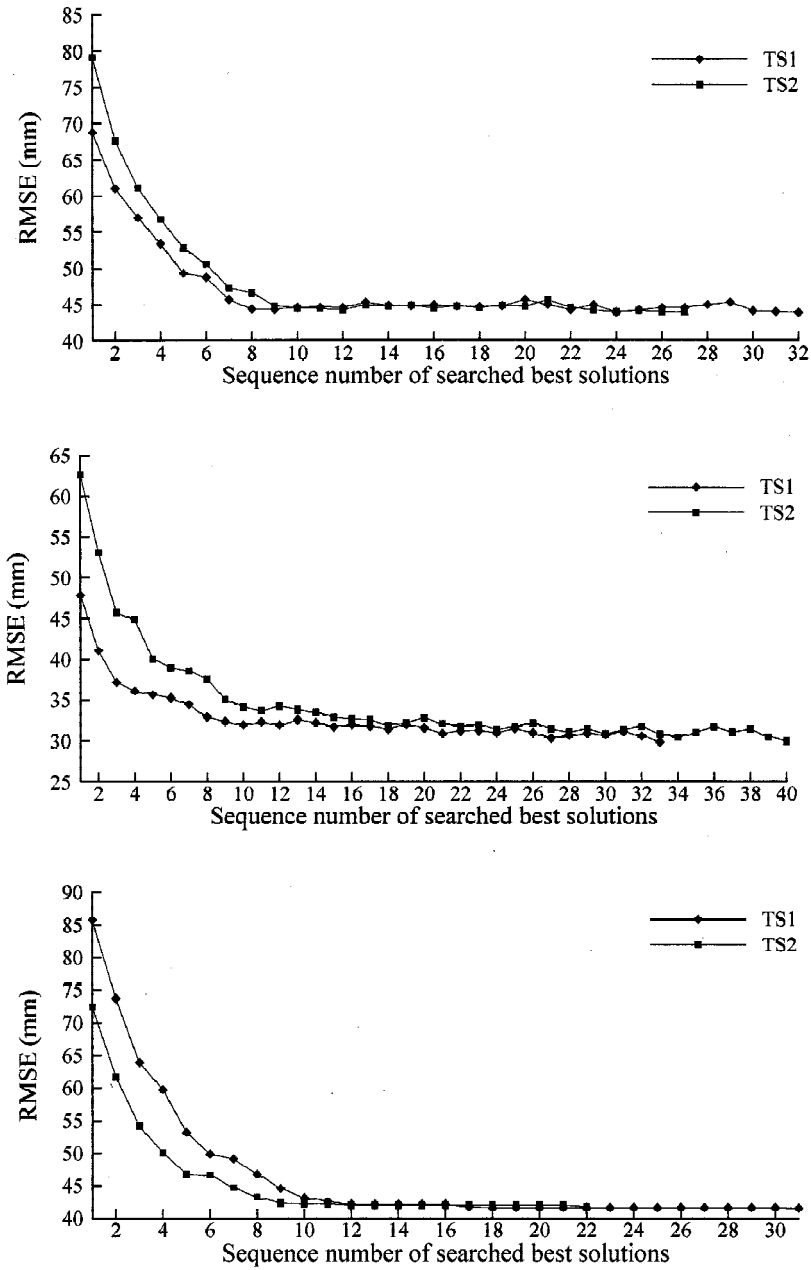 85
80
75
70
65
60
55
50
45
40
RMSE (mm)
TS1
TS2
2 4 6 8 10 12 14 16 18 20 22 24 26 28 30 32
Sequence number of searched best solutions
65
60
55
50
45
40
35
30
25
RMSE (mm)
TS1
TS2
2 4 6 8 10 12 14 16 18 20 22 24 26 28 30 32 34 36 38 40
Sequence number of searched best solutions
90
85
80
75
70
65
60
55
50
45
40
RMSE (mm)
TS1
TS2
2 4 6 8 10 12 14 16 18 20 22 24 26 28 30
Sequence number of searched best solutions